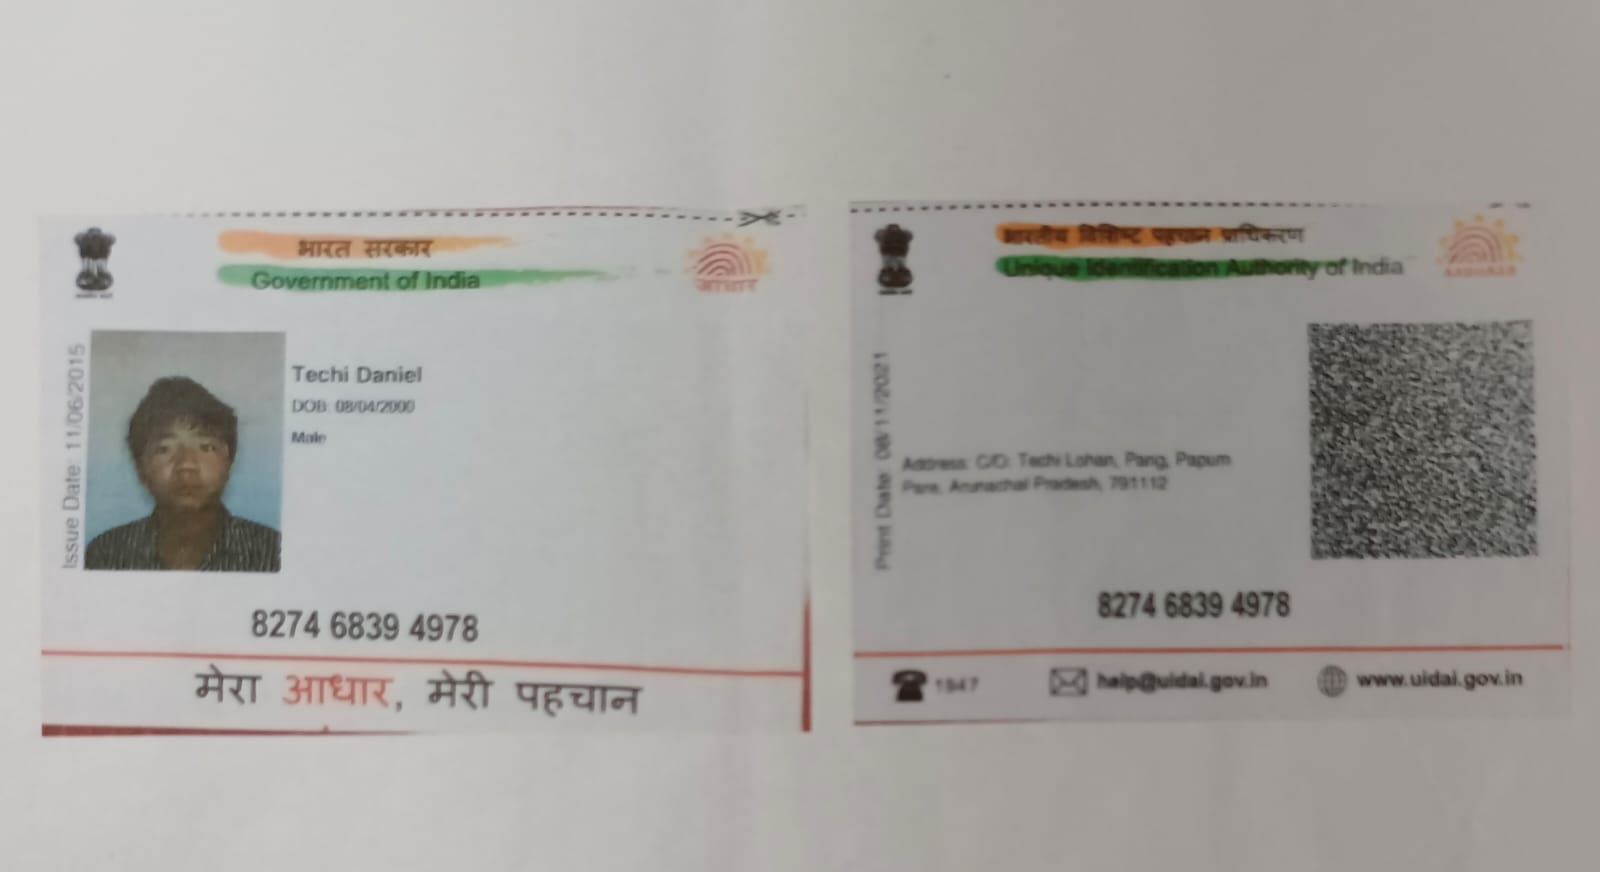 भारत सरकार
Government of India
आधार
Issue Date: 11/06/2015
Techi Daniel
DOB: 08/04/2000
Male
8274 6839 4978
मेरा आधार, मेरी पहचान
भारतीय विशिष्ट पहचान प्राधिकरण
Unique Identification Authority of India
AADHAAR
Print Date: 08/11/2021
Address: C/O: Techi Lohan, Pang, Papum
Pare, Arunachal Pradesh, 791112
8274 6839 4978
1947
help@uidai.gov.in
www.uidai.gov.in